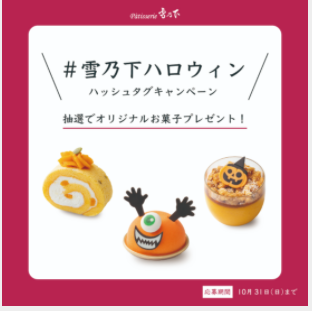 Pâtisserie 雪乃下
#雪乃下ハロウィン
ハッシュタグキャンペーン
抽選でオリジナルお菓子プレゼント!
応募期間 10月31日(日)まで